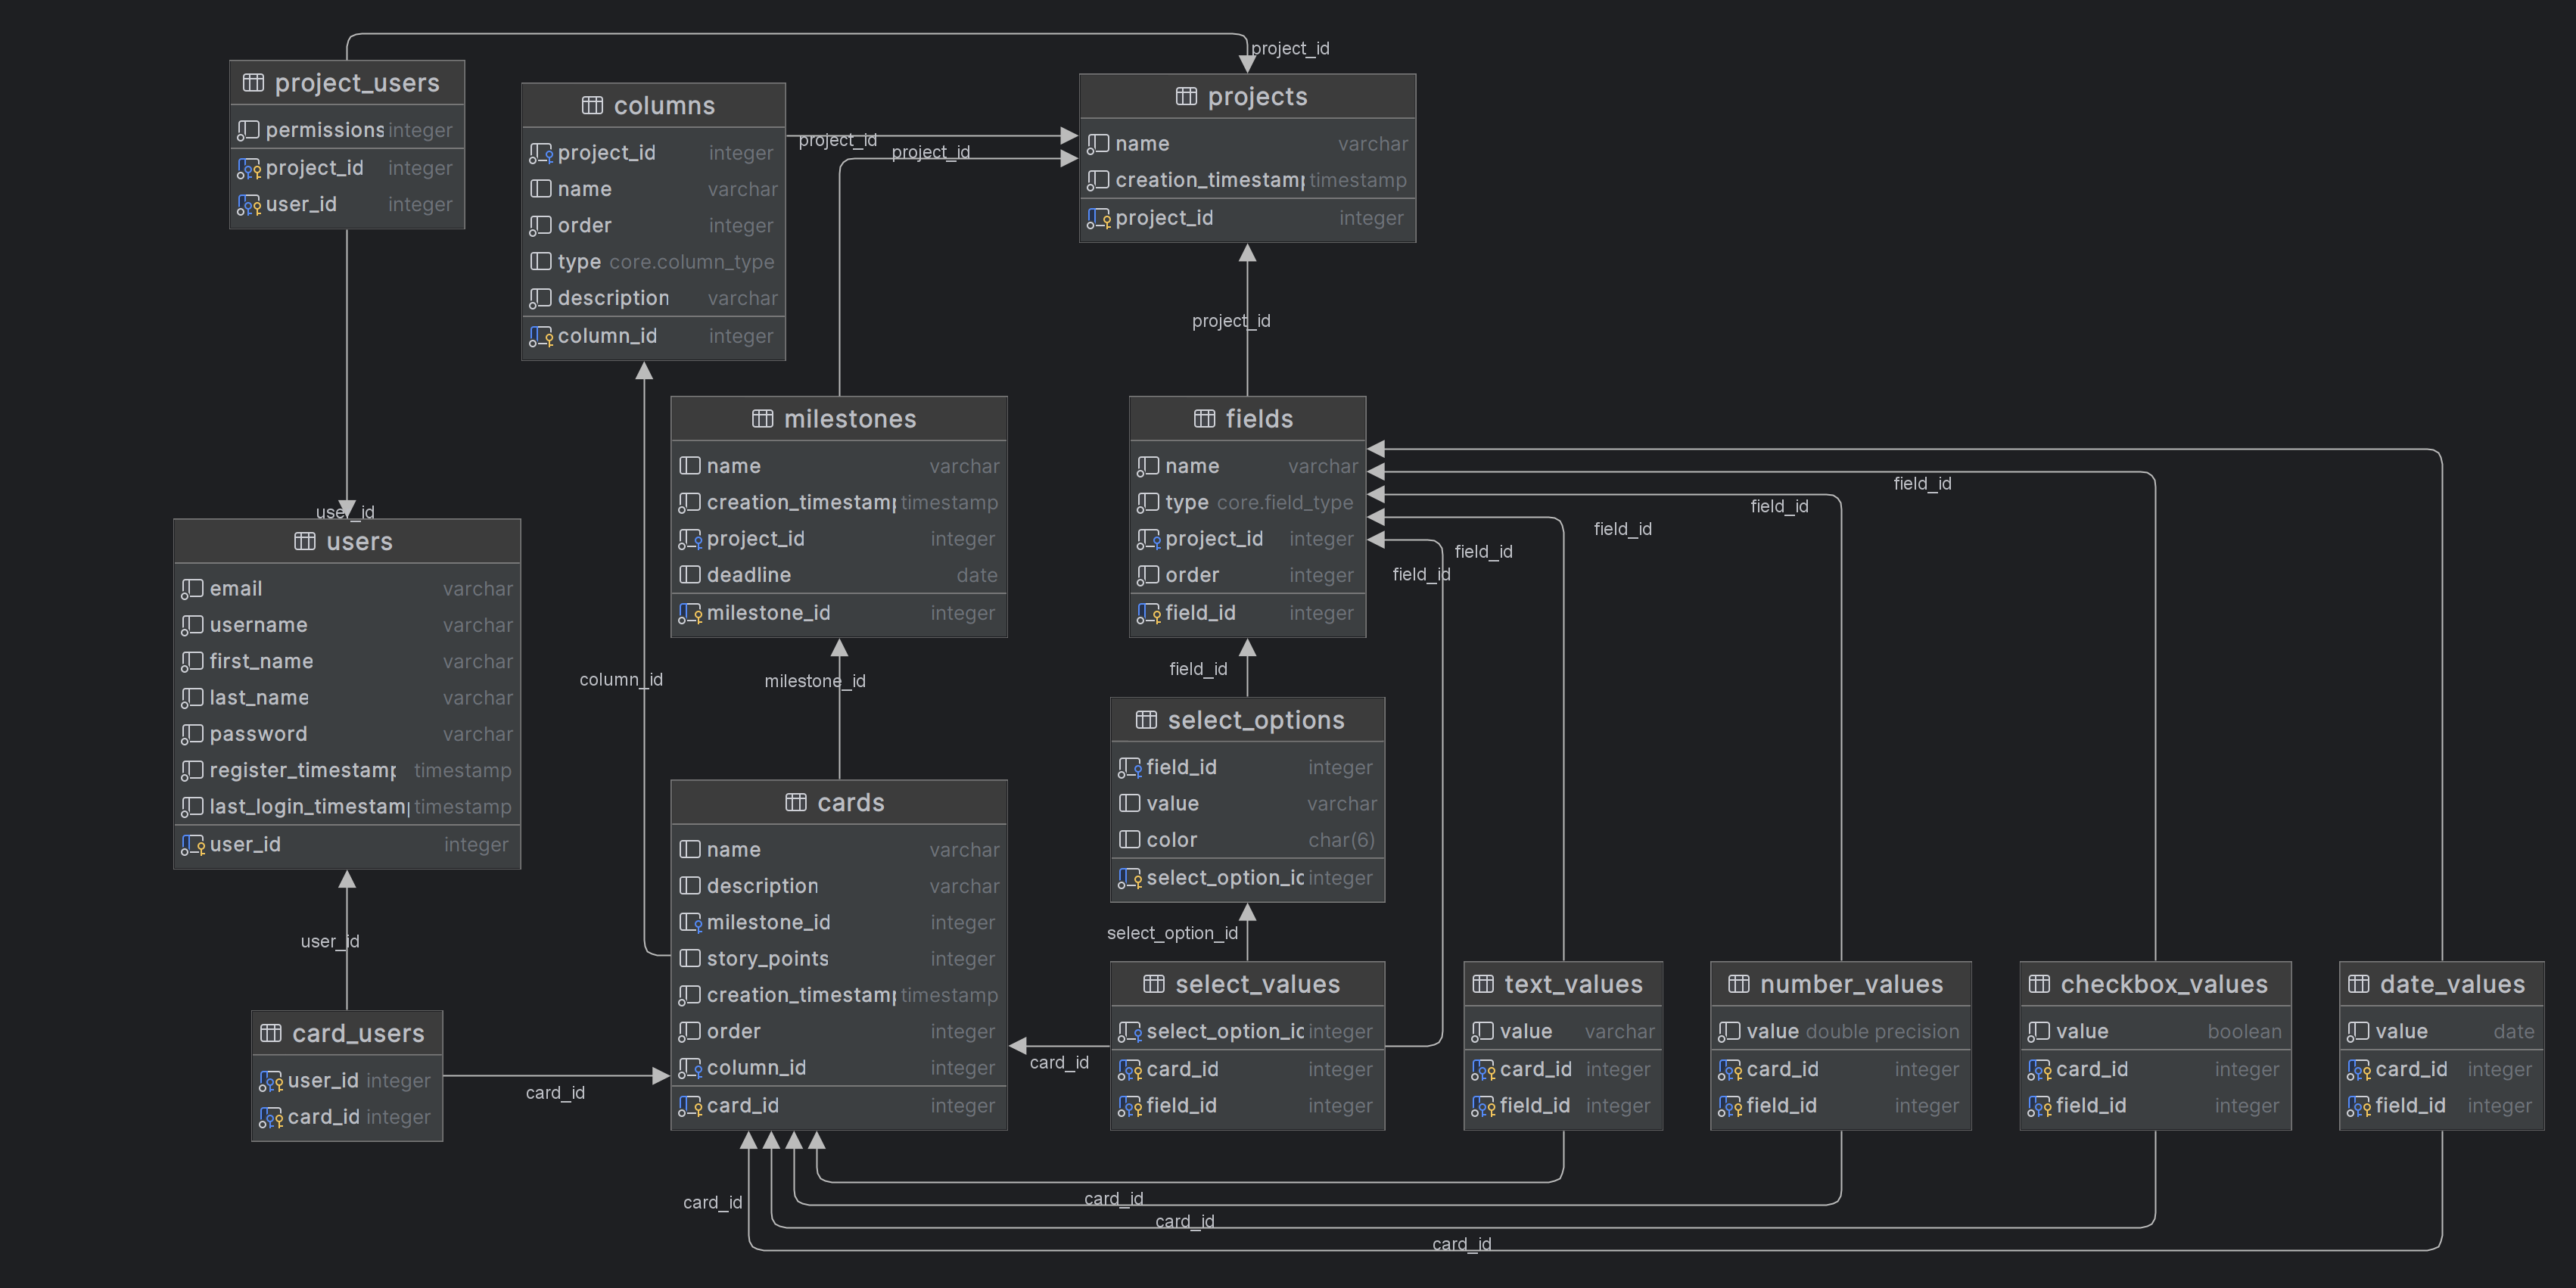 project_id
project_users
permissions integer
project_id integer
user_id integer
columns
project_id integer
name varchar
order integer
type core.column_type
description varchar
column_id integer
project_id
project_id
projects
name varchar
creation_timestamp timestamp
project_id integer
project_id
user_id
users
email varchar
username varchar
first_name varchar
last_name varchar
password varchar
register_timestamp timestamp
last_login_timestamp timestamp
user_id integer
milestones
name varchar
creation_timestamp timestamp
project_id integer
deadline date
milestone_id integer
fields
name varchar
type core.field_type
project_id integer
order integer
field_id integer
field_id
field_id
field_id
field_id
field_id
column_id
milestone_id
field_id
select_options
field_id integer
value varchar
color char(6)
select_option_id integer
select_option_id
cards
name varchar
description varchar
milestone_id integer
story_points integer
creation_timestamp timestamp
order integer
column_id integer
card_id integer
user_id
card_users
user_id integer
card_id integer
card_id
card_id
select_values
select_option_id integer
card_id integer
field_id integer
text_values
value varchar
card_id integer
field_id integer
number_values
value double precision
card_id integer
field_id integer
checkbox_values
value boolean
card_id integer
field_id integer
date_values
value date
card_id integer
field_id integer
card_id
card_id
card_id
card_id